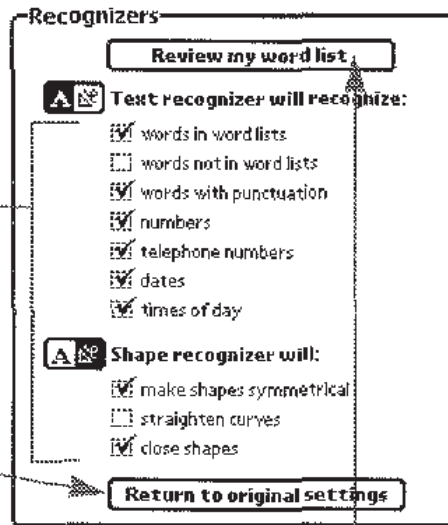 Recognizers
Review my word list
A Text recognizer will recognize:
words in word lists
words not in word lists
words with punctuation
numbers
telephone numbers
dates
times of day
A Shape recognizer will:
make shapes symmetrical
straighten curves
close shapes
Return to original settings